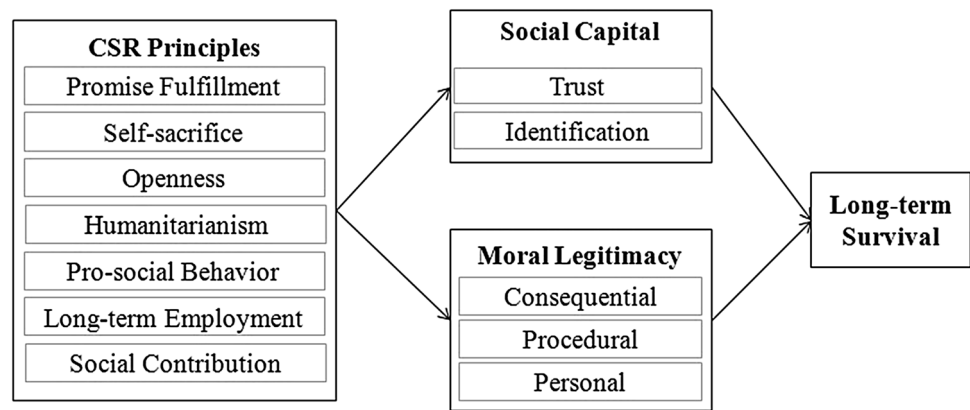 CSR Principles
Promise Fulfillment
Self-sacrifice
Openness
Humanitarianism
Pro-social Behavior
Long-term Employment
Social Contribution
Social Capital
Trust
Identification
Moral Legitimacy
Consequential
Procedural
Personal
Long-term
Survival